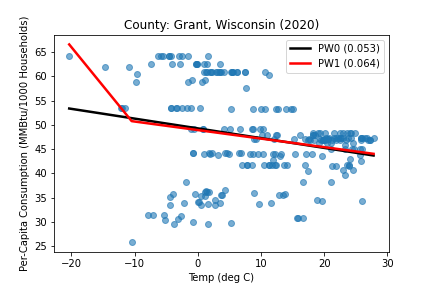 County: Grant, Wisconsin (2020)
PW0 (0.053)
PW1 (0.064)
Per-Capita Consumption (MMBtu/1000 Households)
65
60
55
50
45
40
35
30
25
−20 −10 0 10 20 30
Temp (deg C)